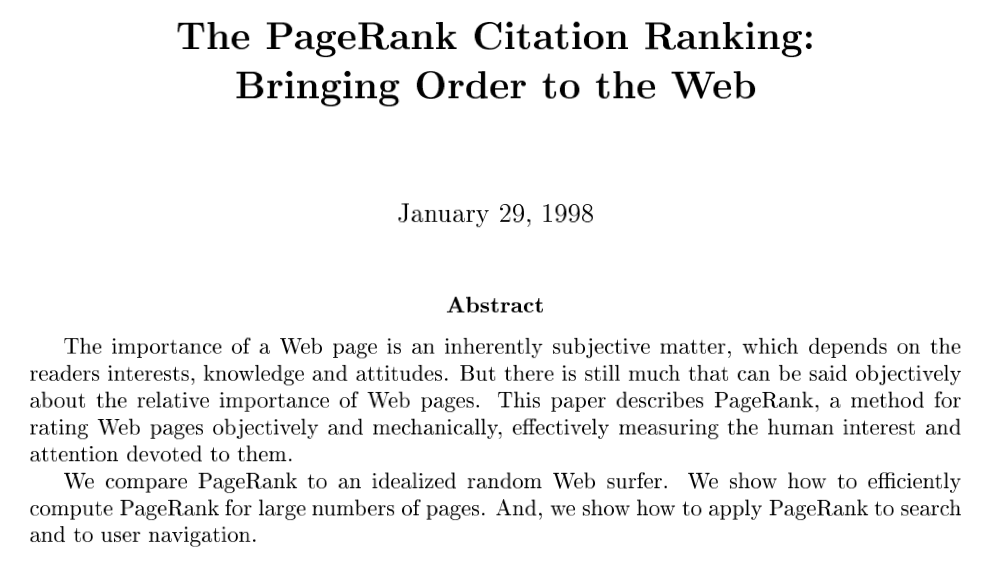 The PageRank Citation Ranking:
Bringing Order to the Web
January 29, 1998
Abstract
The importance of a Web page is an inherently subjective matter, which depends on the
readers interests, knowledge and attitudes. But there is still much that can be said objectively
about the relative importance of Web pages. This paper describes PageRank, a method for
rating Web pages objectively and mechanically, effectively measuring the human interest and
attention devoted to them.
We compare PageRank to an idealized random Web surfer. We show how to efficiently
compute PageRank for large numbers of pages. And, we show how to apply PageRank to search
and to user navigation.